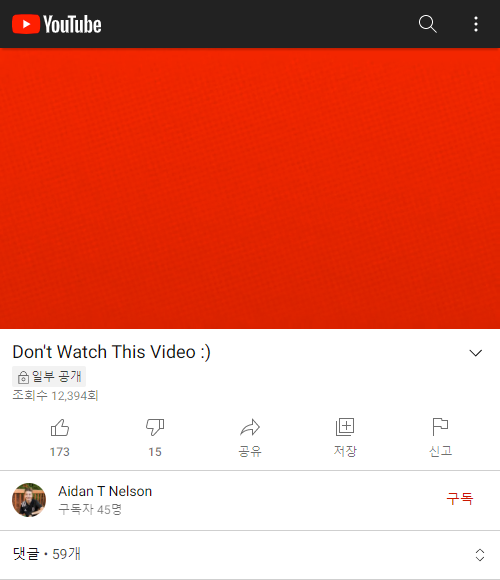 YouTube
Don't Watch This Video :)
일부 공개
조회수 12,394회
173
15
공유
저장
신고
Aidan T Nelson
구독자 45명
구독
댓글 • 59개